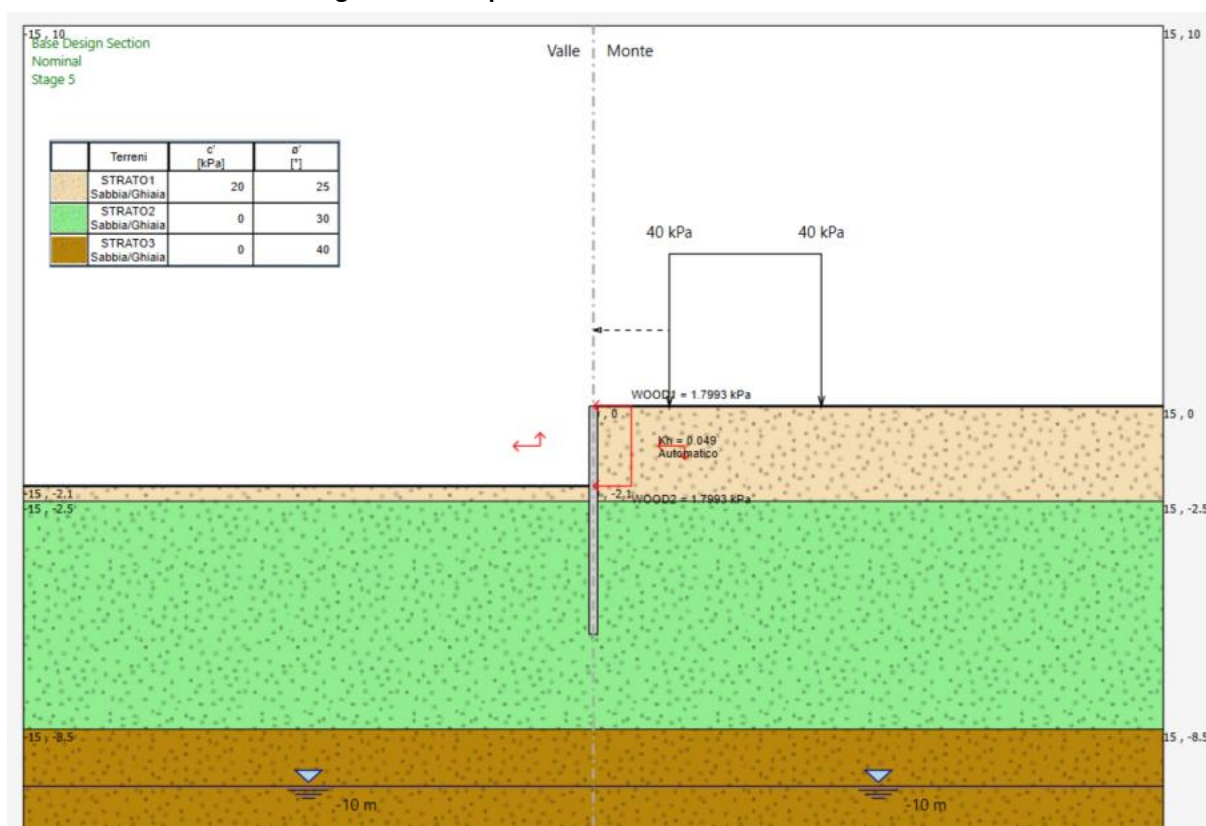 -15 , 10
15 , 10
Base Design Section
Nominal
Stage 5
Valle
Monte
Terreni
c'
[kPa]
ø'
[°]
STRATO1
Sabbia/Ghiaia
20
25
STRATO2
Sabbia/Ghiaia
0
30
STRATO3
Sabbia/Ghiaia
0
40
40 kPa
40 kPa
WOOD1 = 1.7993 kPa
, 0
15 , 0
Kh = 0.049
Automatico
-15 , -2.1
, -2.1
WOOD2 = 1.7993 kPa
-15 , -2.5
15 , -2.5
-15 , -8.5
15 , -8.5
-10 m
-10 m